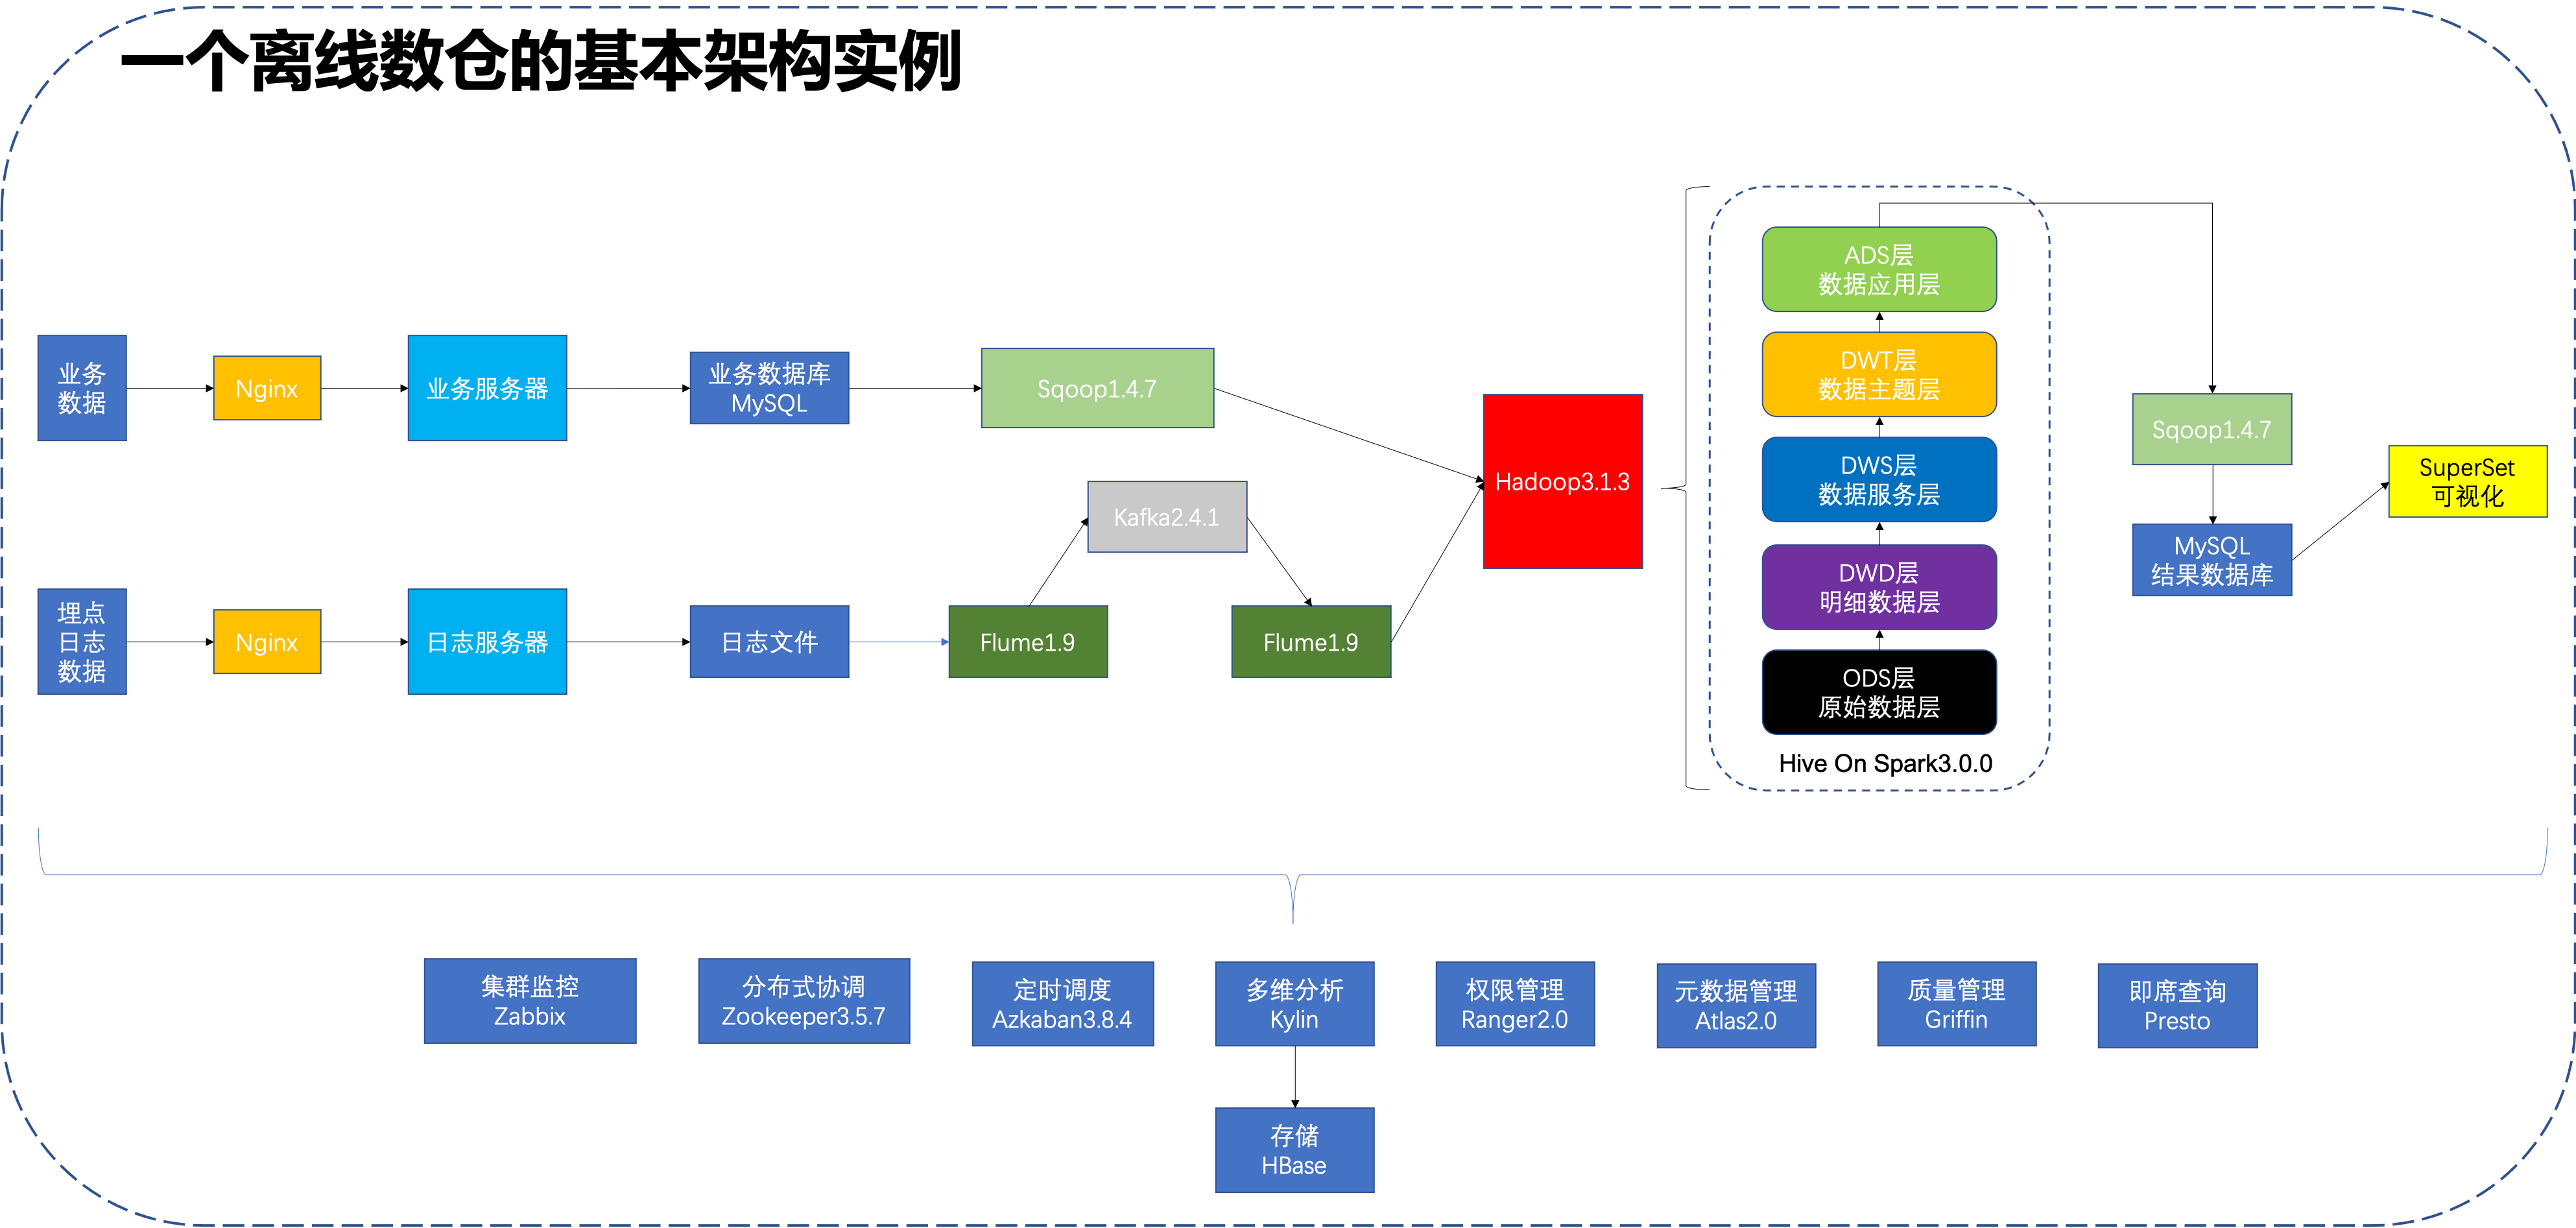 一个离线数仓的基本架构实例
业务
数据
Nginx
业务服务器
业务数据库
MySQL
Sqoop1.4.7
埋点
日志
数据
Nginx
日志服务器
日志文件
Flume1.9
Kafka2.4.1
Flume1.9
Hadoop3.1.3
ADS层
数据应用层
DWT层
数据主题层
DWS层
数据服务层
DWD层
明细数据层
ODS层
原始数据层
Hive On Spark3.0.0
Sqoop1.4.7
MySQL
结果数据库
SuperSet
可视化
集群监控
Zabbix
分布式协调
Zookeeper3.5.7
定时调度
Azkaban3.8.4
多维分析
Kylin
权限管理
Ranger2.0
元数据管理
Atlas2.0
质量管理
Griffin
即席查询
Presto
存储
HBase